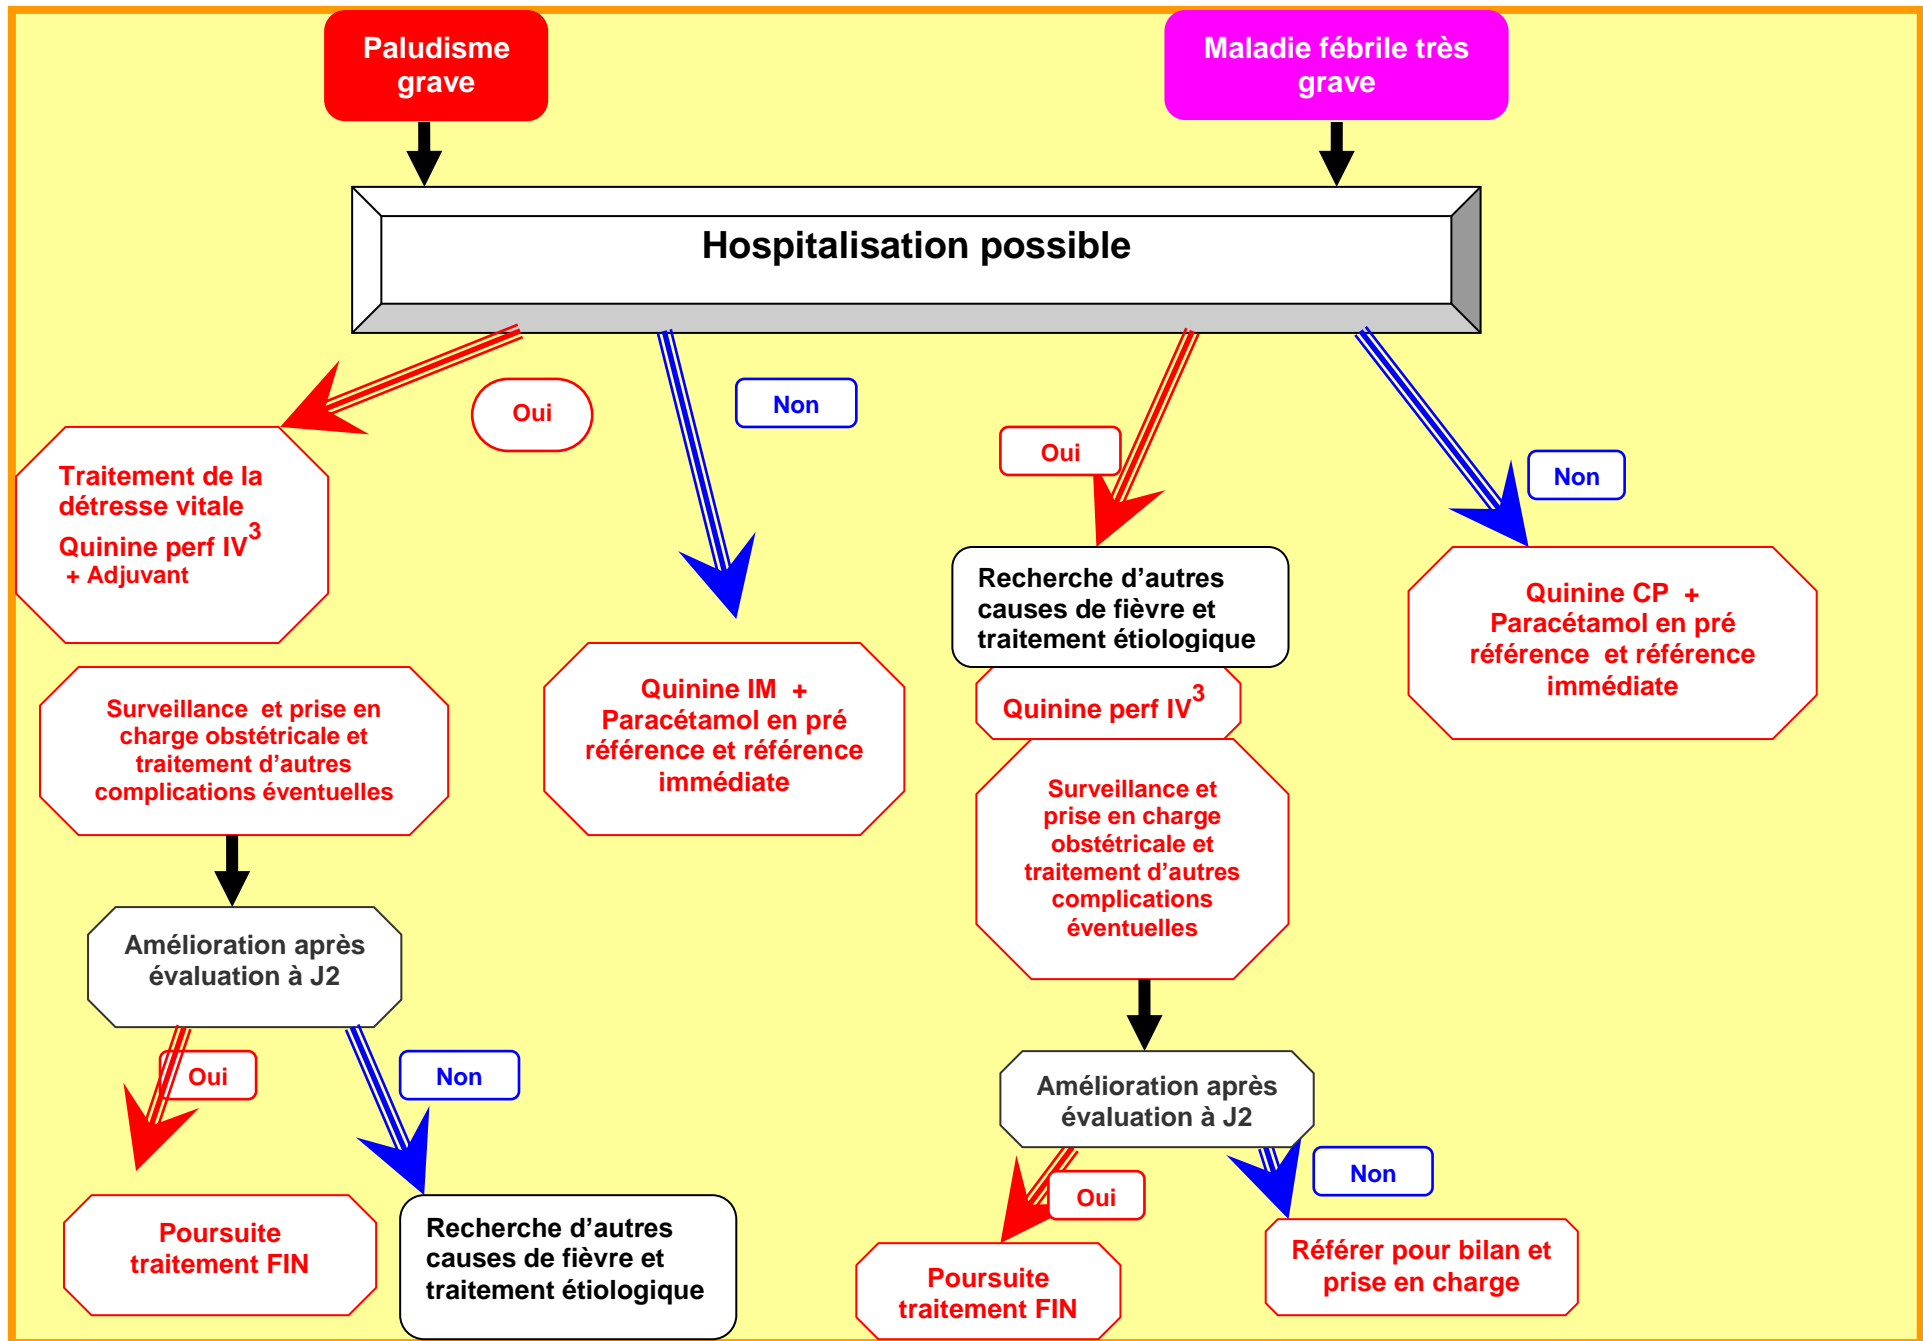 Paludisme
grave
Maladie fébrile très
grave
Hospitalisation possible
Oui
Non
Oui
Non
Traitement de la
détresse vitale
Quinine perf IV3
+ Adjuvant
Recherche d'autres
causes de fièvre et
traitement étiologique
Quinine CP +
Paracétamol en pré
référence et référence
immédiate
Surveillance et prise en
charge obstétricale et
traitement d'autres
complications éventuelles
Quinine IM +
Paracétamol en pré
référence et référence
immédiate
Quinine perf IV3
Surveillance et
prise en charge
obstétricale et
traitement d'autres
complications
éventuelles
Amélioration après
évaluation à J2
Oui
Non
Amélioration après
évaluation à J2
Oui
Non
Poursuite
traitement FIN
Recherche d'autres
causes de fièvre et
traitement étiologique
Poursuite
traitement FIN
Référer pour bilan et
prise en charge